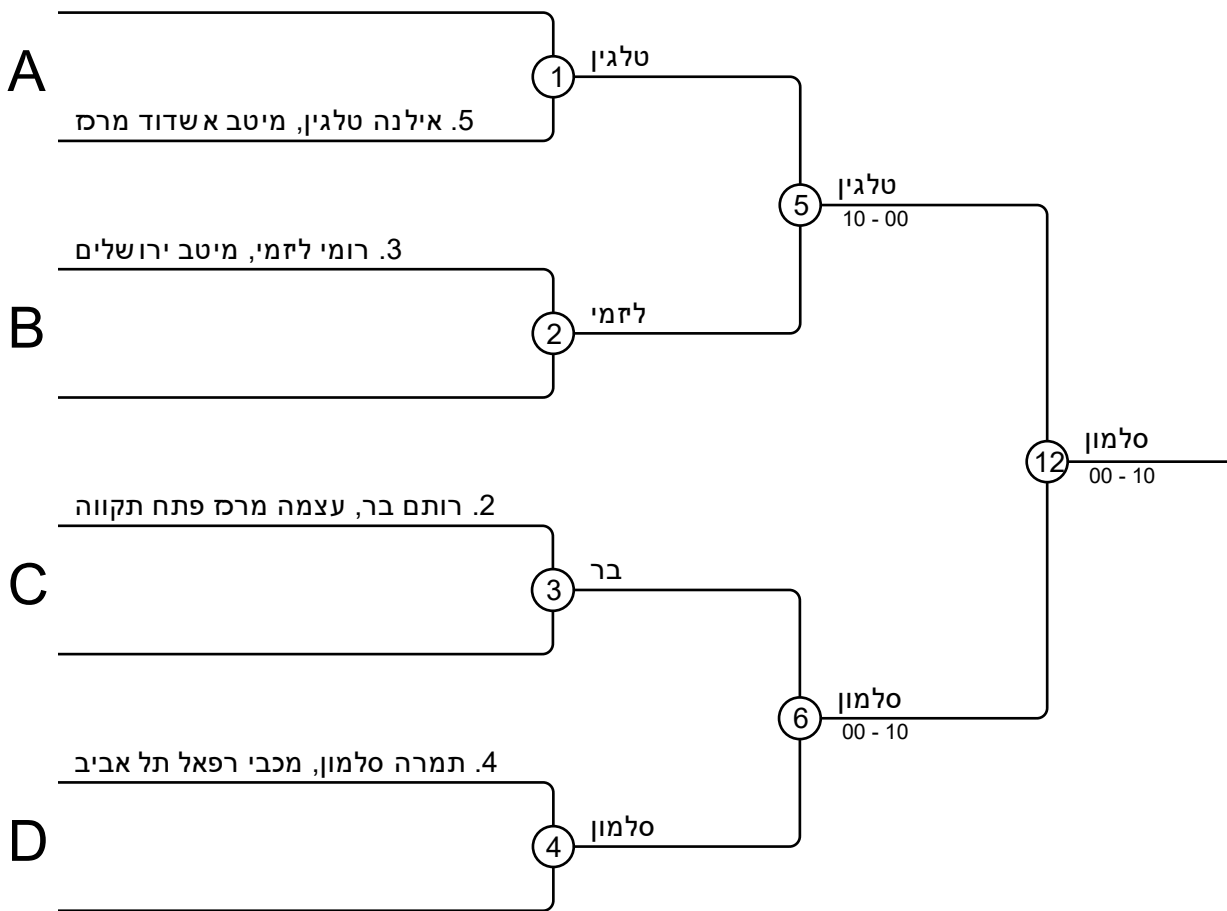 A
1
טלגין
5. אילנה טלגין, מיטב אשדוד מרכז
5
טלגין
10 - 00
3. רומי ליזמי, מיטב ירושלים
B
2
ליזמי
12
סלמון
00 - 10
2. רותם בר, עצמה מרכז פתח תקווה
C
3
בר
6
סלמון
00 - 10
4. תמרה סלמון, מכבי רפאל תל אביב
D
4
סלמון